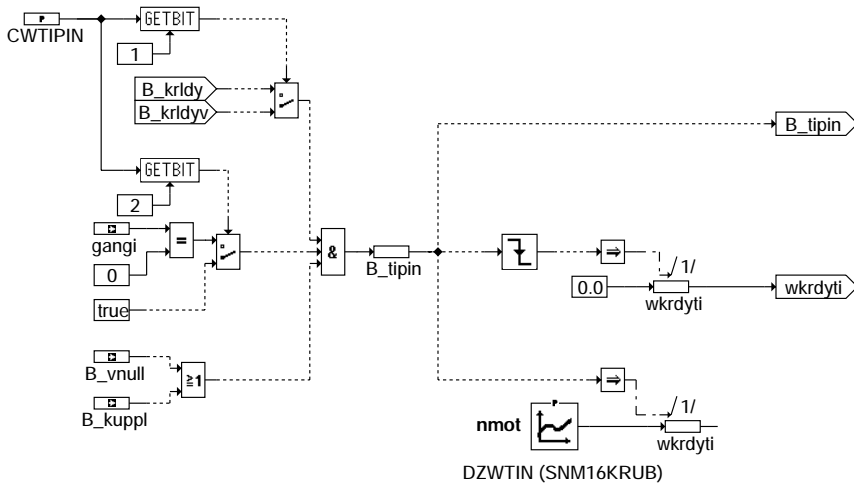 P
CWTIPIN
GETBIT
1
B_krldy
B_krldyv
B_tipin
GETBIT
2
gangi
=
0
true
&
B_tipin
0.0
/1/
wkrdyti
wkrdyti
B_vnull
≥1
B_kuppl
/1/
wkrdyti
P
nmot
DZWTIN (SNM16KRUB)